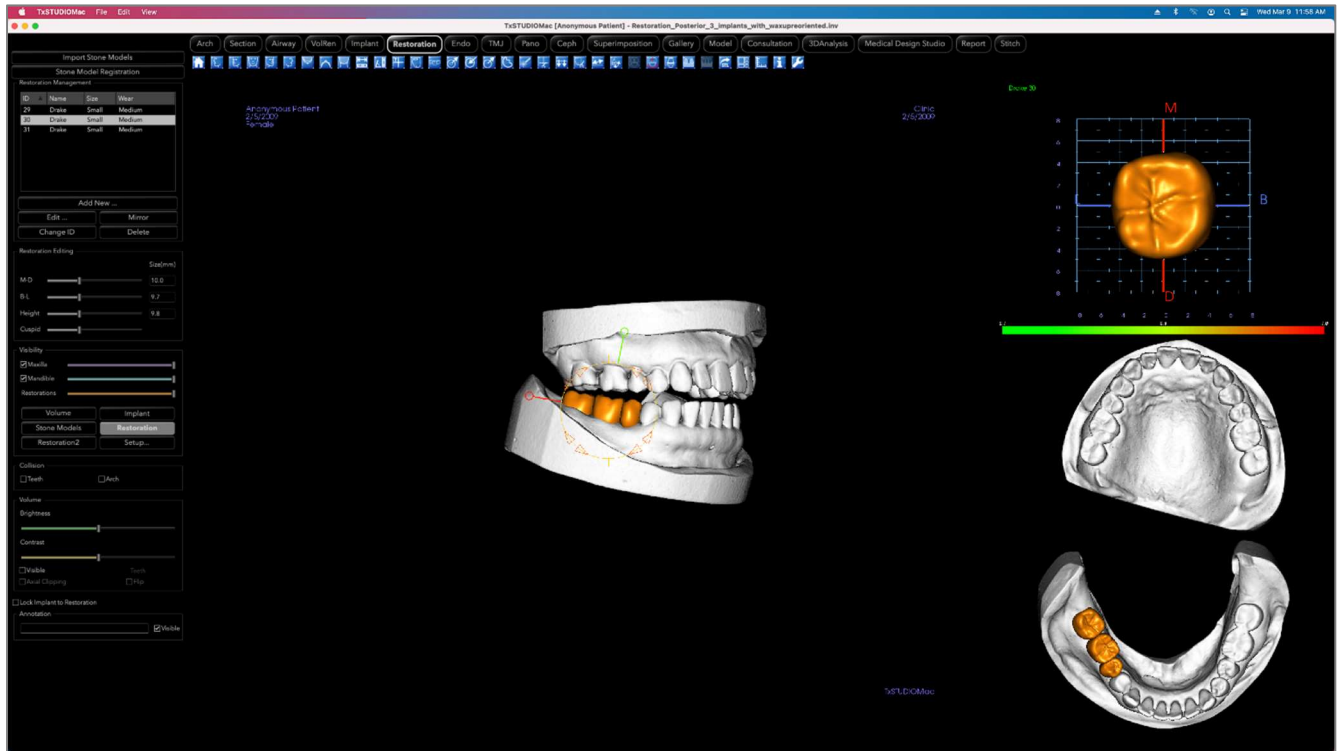 TxSTUDIOMac File Edit View Wed Mar 9 11:58 AM
TxSTUDIOMac [Anonymous Patient] - Restoration_Posterior_3_implants_with_waxupreoriented.inv
Arch Section Airway VolRen Implant Restoration Endo TMJ Pano Ceph Superimposition Gallery Model Consultation 3DAnalysis Medical Design Studio Report Stitch
Import Stone Models
Stone Model Registration
Restoration Management
ID Name Size Wear
29 Drake Small Medium
30 Drake Small Medium
31 Drake Small Medium
Add New ...
Edit ... Mirror
Change ID Delete
Restoration Editing
Size(mm)
M-D 10.0
B-L 9.7
Height 9.8
Cuspid
Visibility
Maxilla
Mandible
Restorations
Volume Implant
Stone Models Restoration
Restoration2 Setup...
Collision
Teeth Arch
Volume
Brightness
Contrast
Visible Teeth
Axial Clipping Flip
Lock Implant to Restoration
Annotation
Visible
Anonymous Patient
2/5/2009
Female
Clinic
2/5/2009
Drake 30
M
L B
D
TxSTUDIOMac